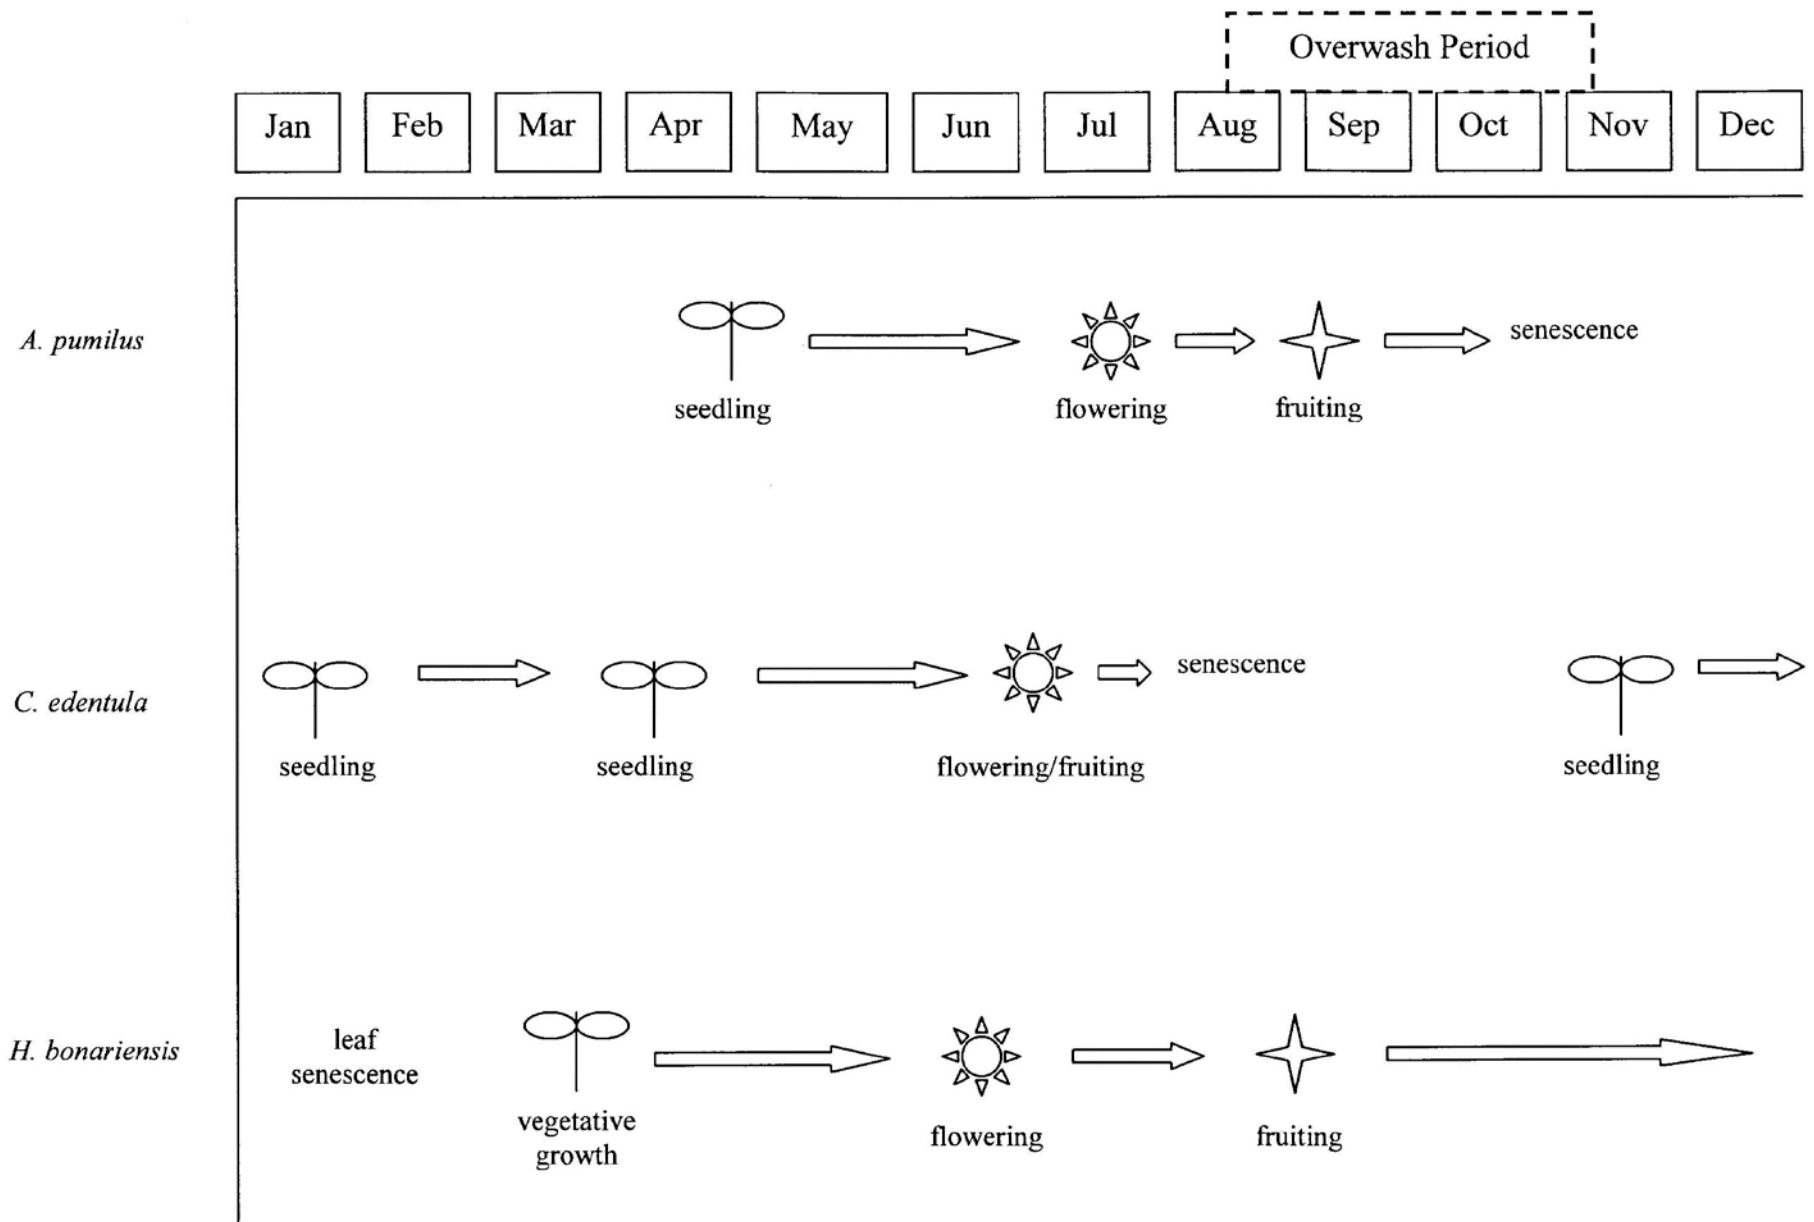 Overwash Period
Jan Feb Mar Apr May Jun Jul Aug Sep Oct Nov Dec
A. pumilus
senescence
seedling flowering fruiting
C. edentula
senescence
seedling seedling flowering/fruiting seedling
H. bonariensis
leaf
senescence
vegetative
growth
flowering fruiting